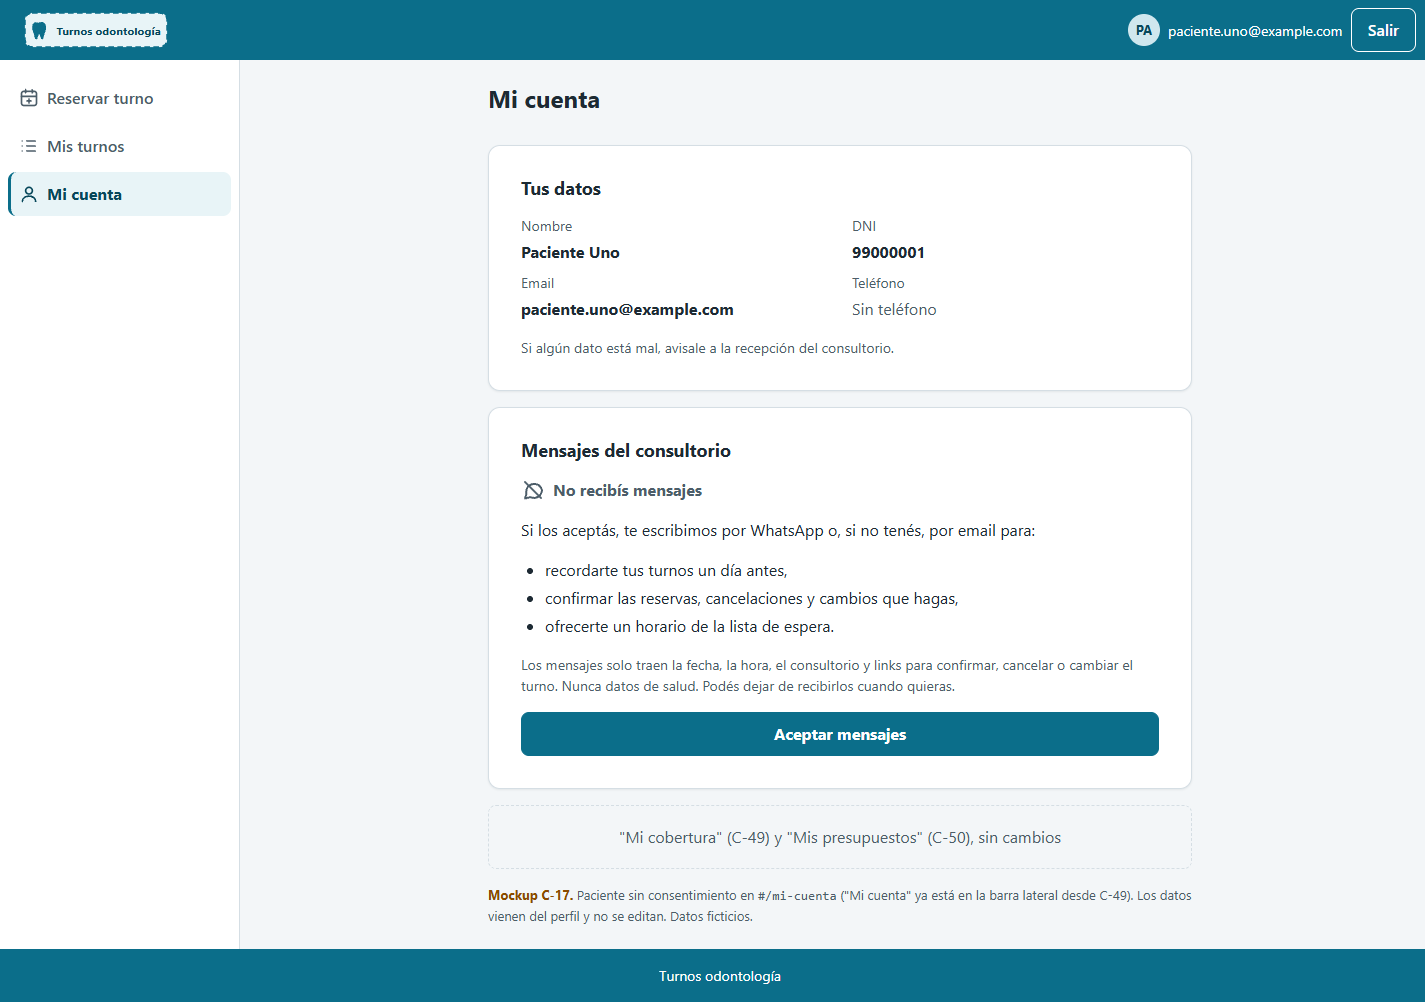 Turnos odontología
PA
paciente.uno@example.com
Salir
Reservar turno
Mis turnos
Mi cuenta
Mi cuenta
Tus datos
Nombre
DNI
Paciente Uno
99000001
Email
Teléfono
paciente.uno@example.com
Sin teléfono
Si algún dato está mal, avisale a la recepción del consultorio.
Mensajes del consultorio
No recibís mensajes
Si los aceptás, te escribimos por WhatsApp o, si no tenés, por email para:
recordarte tus turnos un día antes,
confirmar las reservas, cancelaciones y cambios que hagas,
ofrecerte un horario de la lista de espera.
Los mensajes solo traen la fecha, la hora, el consultorio y links para confirmar, cancelar o cambiar el
turno. Nunca datos de salud. Podés dejar de recibirlos cuando quieras.
Aceptar mensajes
"Mi cobertura" (C-49) y "Mis presupuestos" (C-50), sin cambios
Mockup C-17. Paciente sin consentimiento en #/mi-cuenta ("Mi cuenta" ya está en la barra lateral desde C-49). Los datos
vienen del perfil y no se editan. Datos ficticios.
Turnos odontología